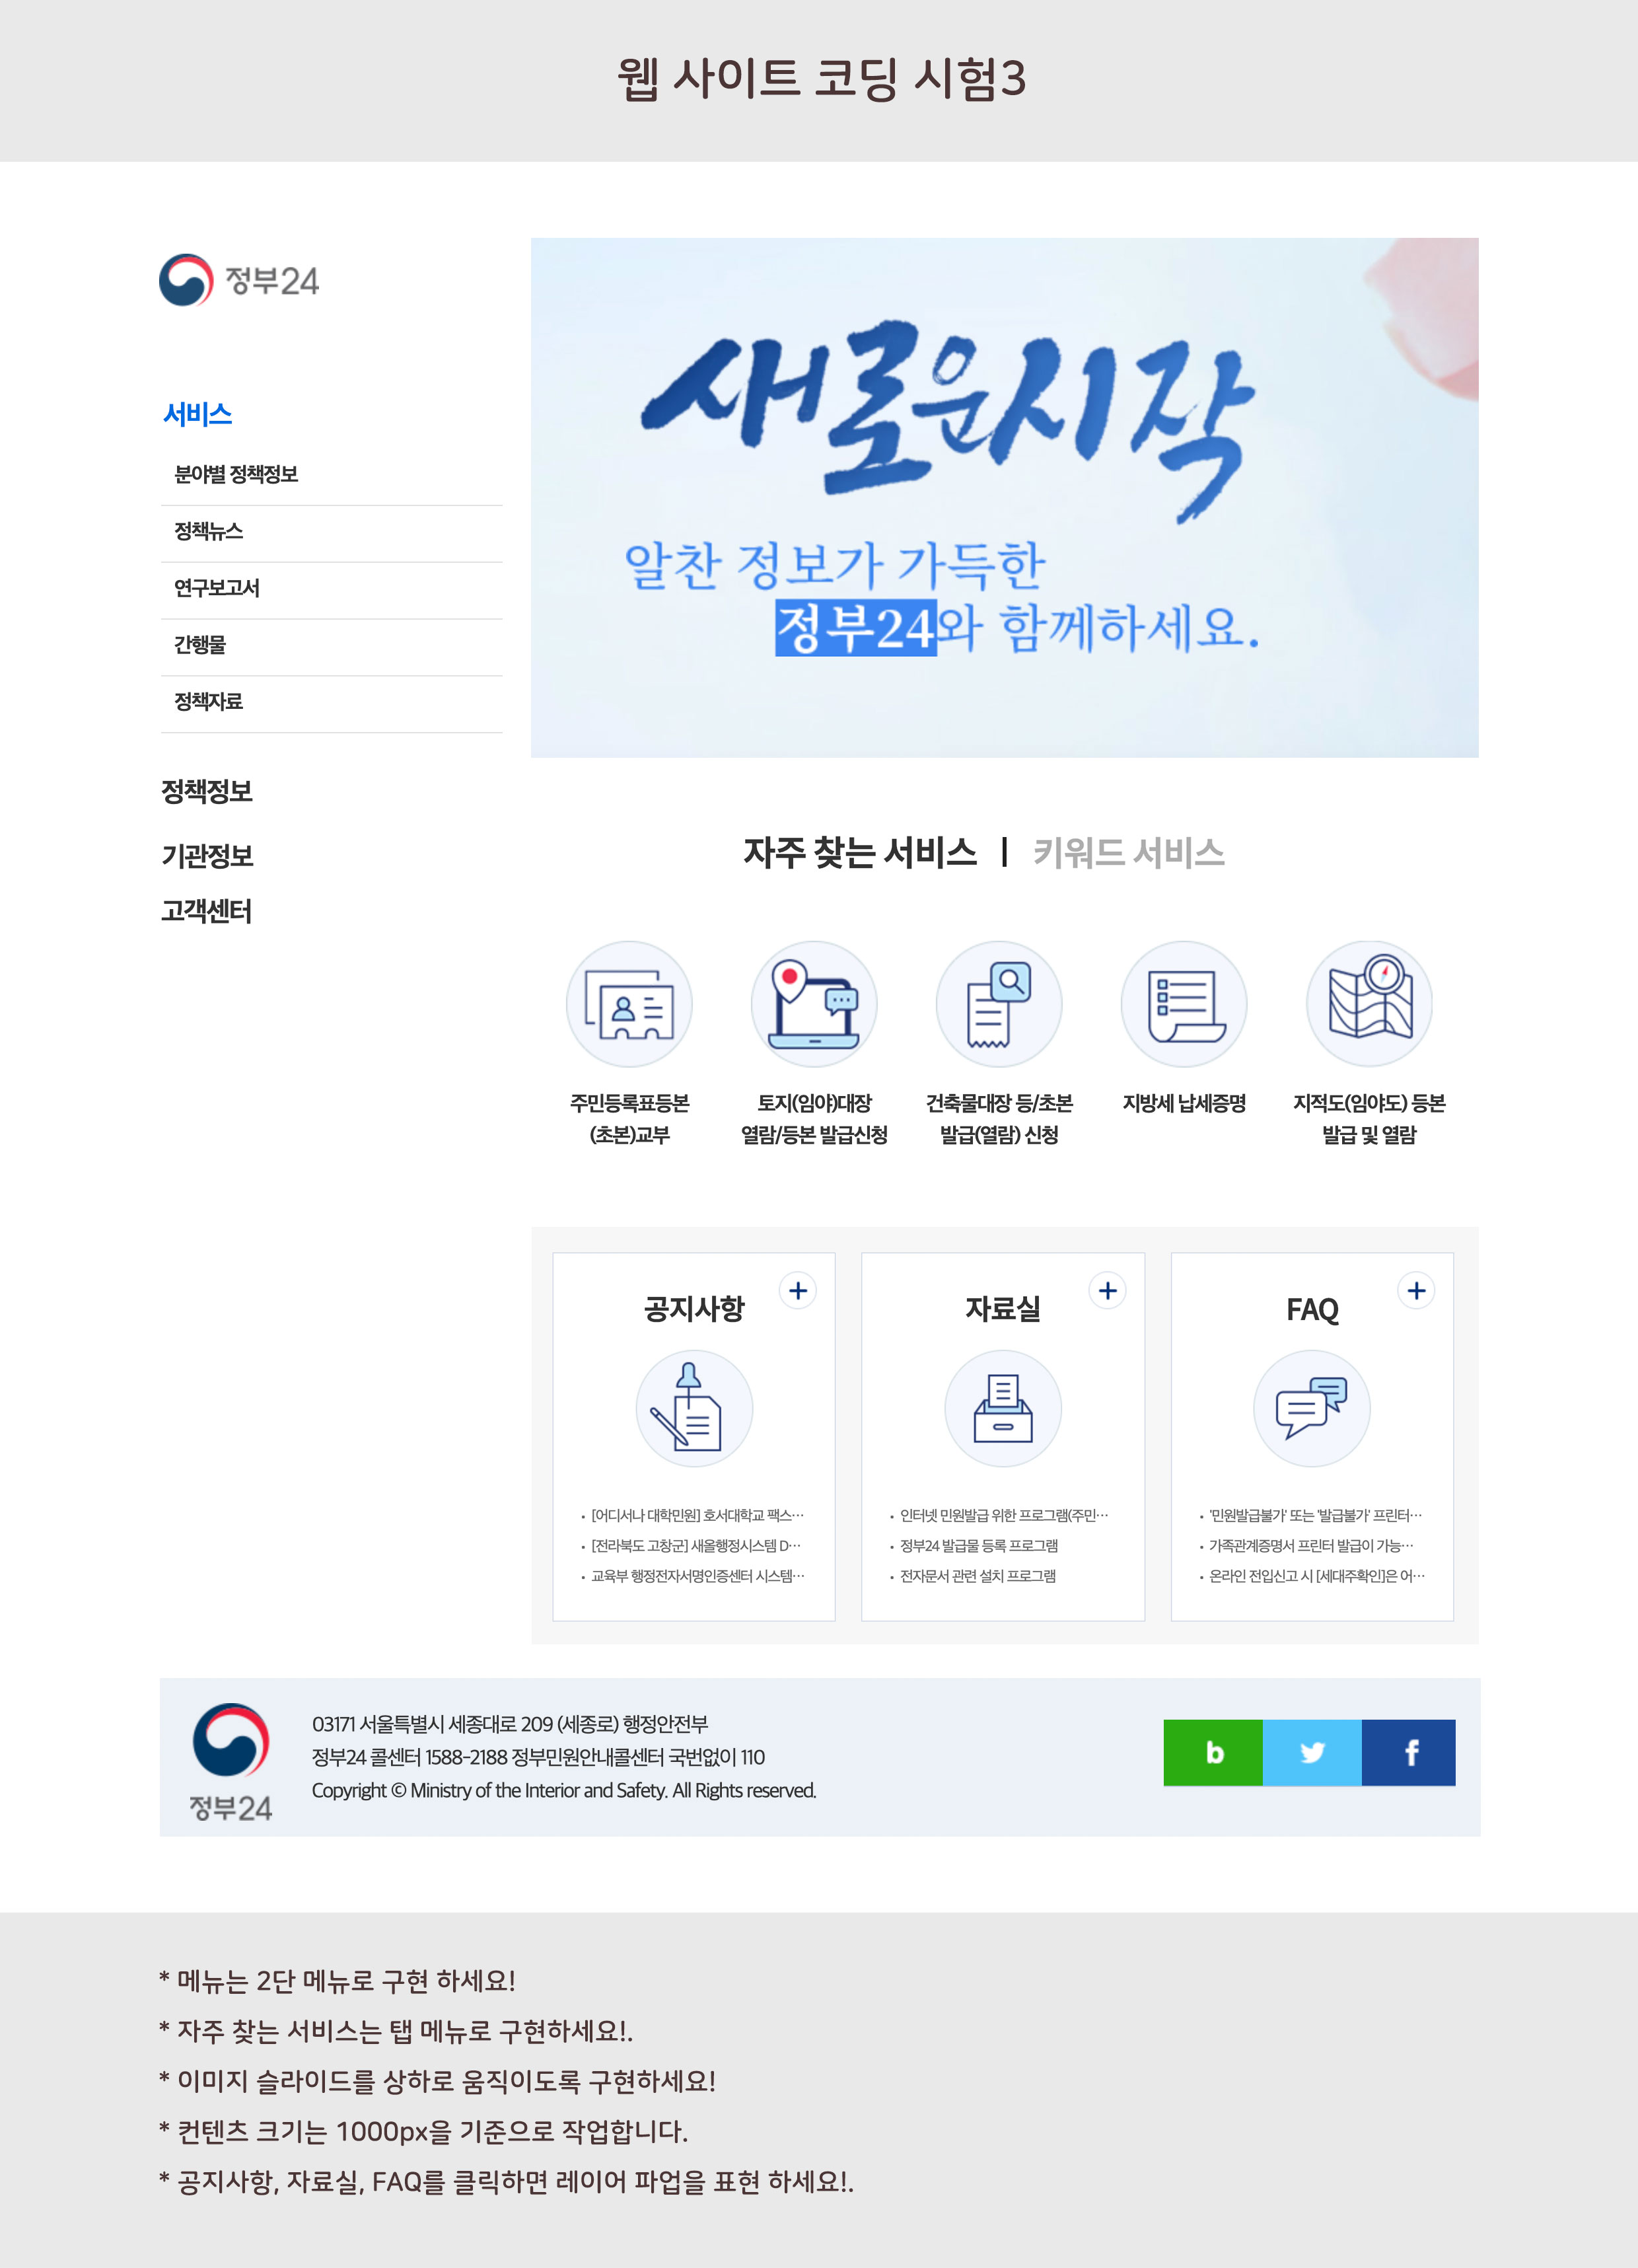 웹 사이트 코딩 시험3
정부24
서비스
분야별 정책정보
정책뉴스
연구보고서
간행물
정책자료
정책정보
기관정보
고객센터
새로운시작
알찬 정보가 가득한
정부24와 함께하세요.
자주 찾는 서비스 | 키워드 서비스
주민등록표등본
(초본)교부
토지(임야)대장
열람/등본 발급신청
건축물대장 등/초본
발급(열람) 신청
지방세 납세증명
지적도(임야도) 등본
발급 및 열람
공지사항
· [어디서나 대학민원] 호서대학교 팩스…
· [전라북도 고창군] 새올행정시스템 D…
· 교육부 행정전자서명인증센터 시스템…
자료실
· 인터넷 민원발급 위한 프로그램(주민…
· 정부24 발급물 등록 프로그램
· 전자문서 관련 설치 프로그램
FAQ
· '민원발급불가' 또는 '발급불가' 프린터…
· 가족관계증명서 프린터 발급이 가능…
· 온라인 전입신고 시 [세대주확인]은 어…
정부24
03171 서울특별시 세종대로 209 (세종로) 행정안전부
정부24 콜센터 1588-2188 정부민원안내콜센터 국번없이 110
Copyright © Ministry of the Interior and Safety. All Rights reserved.
b
f
* 메뉴는 2단 메뉴로 구현 하세요!
* 자주 찾는 서비스는 탭 메뉴로 구현하세요!.
* 이미지 슬라이드를 상하로 움직이도록 구현하세요!
* 컨텐츠 크기는 1000px을 기준으로 작업합니다.
* 공지사항, 자료실, FAQ를 클릭하면 레이어 파업을 표현 하세요!.